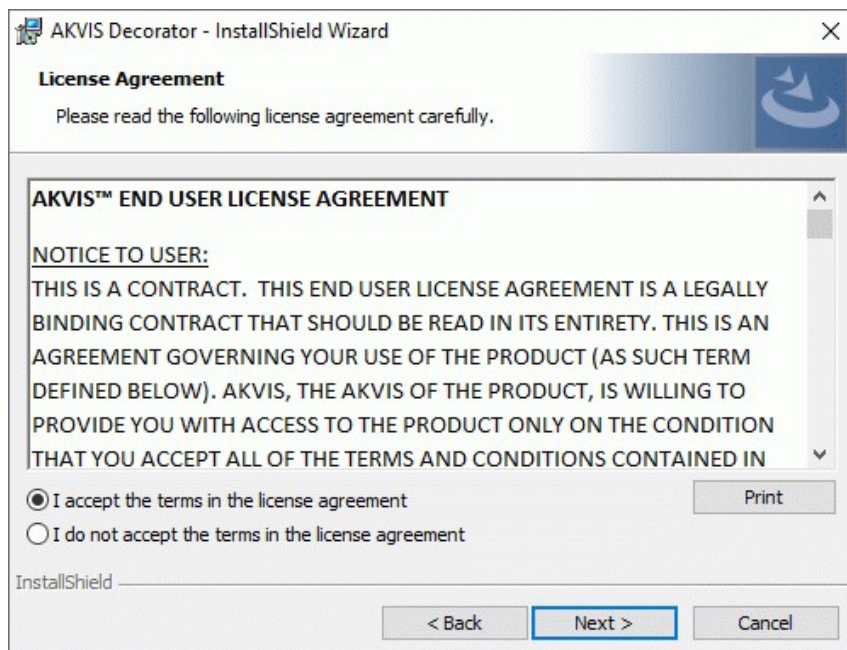 AKVIS Decorator - InstallShield Wizard
License Agreement
Please read the following license agreement carefully.
AKVIS™ END USER LICENSE AGREEMENT
NOTICE TO USER:
THIS IS A CONTRACT.  THIS END USER LICENSE AGREEMENT IS A LEGALLY
BINDING CONTRACT THAT SHOULD BE READ IN ITS ENTIRETY. THIS IS AN
AGREEMENT GOVERNING YOUR USE OF THE PRODUCT (AS SUCH TERM
DEFINED BELOW). AKVIS, THE AKVIS OF THE PRODUCT, IS WILLING TO
PROVIDE YOU WITH ACCESS TO THE PRODUCT ONLY ON THE CONDITION
THAT YOU ACCEPT ALL OF THE TERMS AND CONDITIONS CONTAINED IN
I accept the terms in the license agreement
Print
I do not accept the terms in the license agreement
InstallShield
< Back
Next >
Cancel